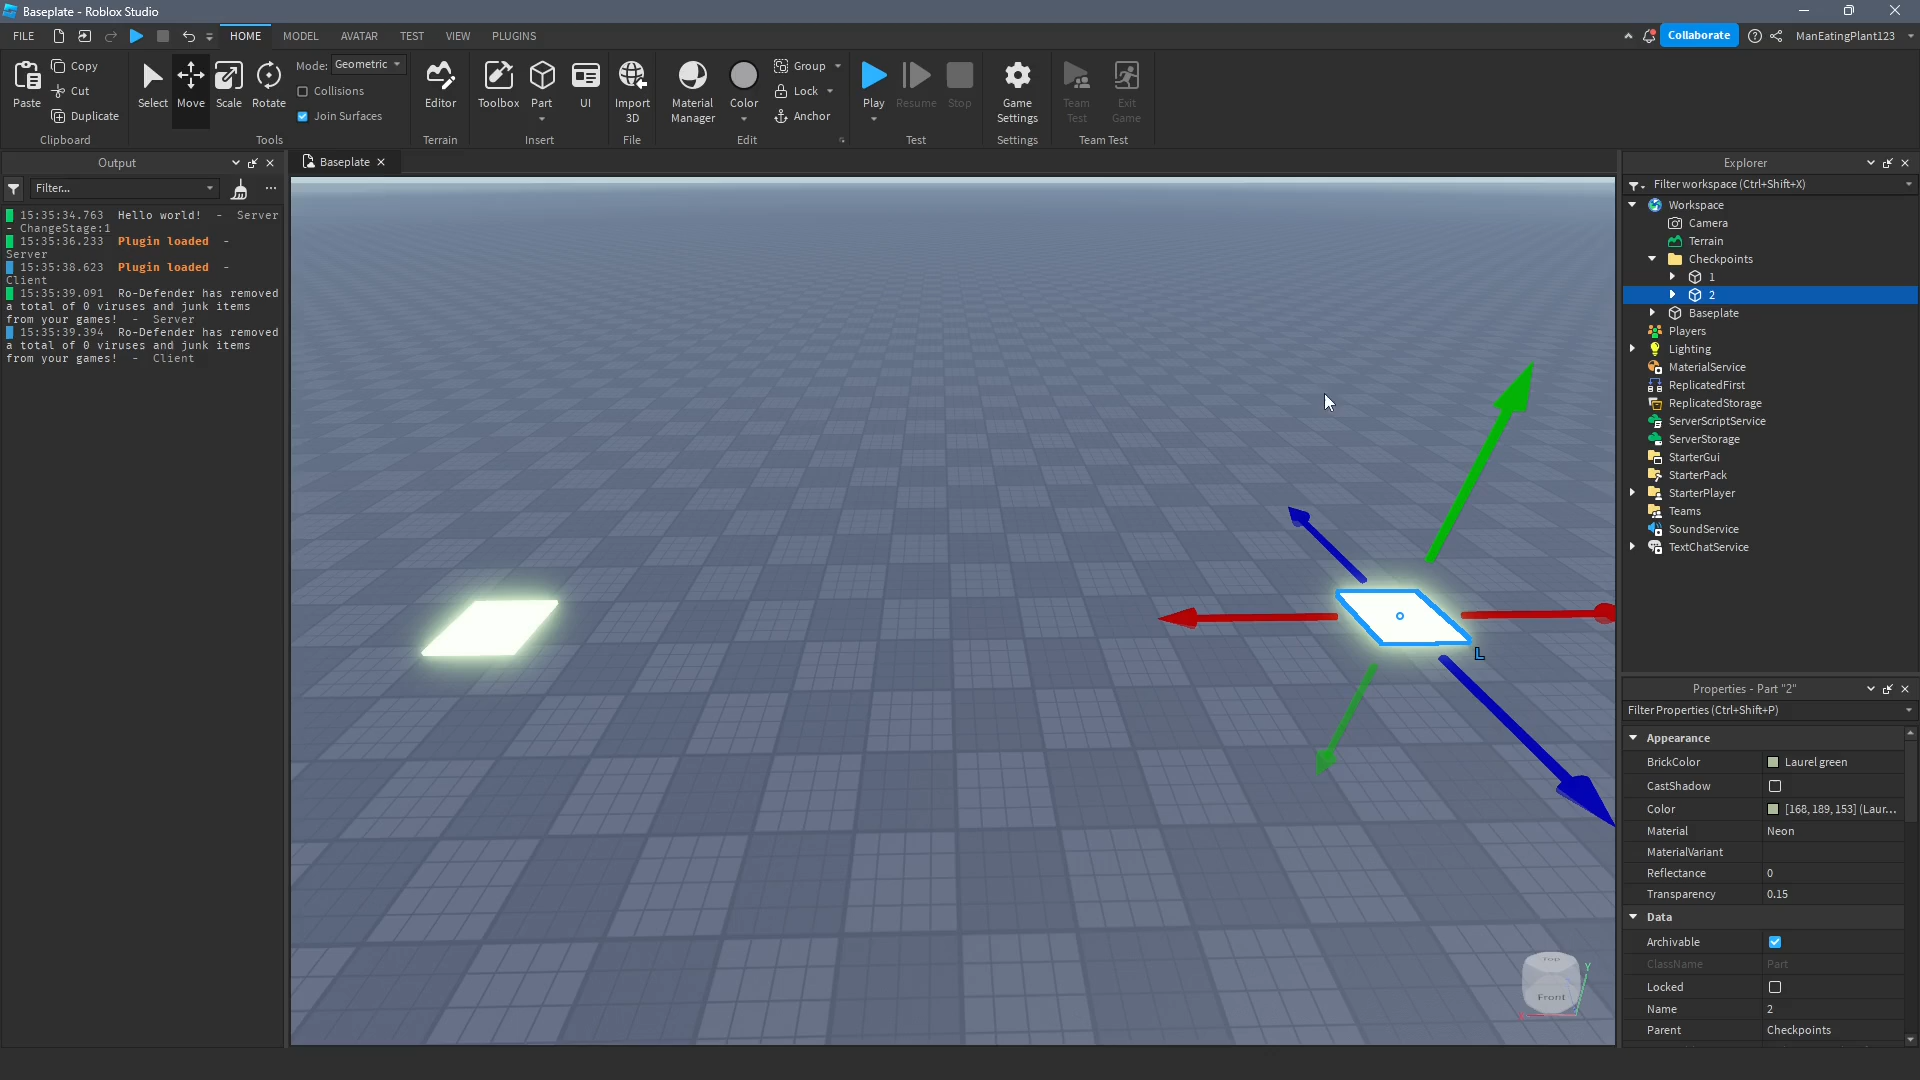 Baseplate - Roblox Studio
FILE HOME MODEL AVATAR TEST VIEW PLUGINS Collaborate ManEatingPlant123
Paste Copy Cut Duplicate Clipboard
Select Move Scale Rotate Mode: Geometric Collisions Join Surfaces Tools
Editor Terrain
Toolbox Part UI Insert
Import 3D File
Material Manager Color Group Lock Anchor Edit
Play Resume Stop Test
Game Settings Settings
Team Test Exit Game Team Test
Output
Filter...
15:35:34.763 Hello world! - Server
- ChangeStage:1
15:35:36.233 Plugin loaded -
Server
15:35:38.623 Plugin loaded -
Client
15:35:39.091 Ro-Defender has removed
a total of 0 viruses and junk items
from your games! - Server
15:35:39.394 Ro-Defender has removed
a total of 0 viruses and junk items
from your games! - Client
Baseplate
L
Top
Front
Y
Explorer
Filter workspace (Ctrl+Shift+X)
Workspace
Camera
Terrain
Checkpoints
1
2
Baseplate
Players
Lighting
MaterialService
ReplicatedFirst
ReplicatedStorage
ServerScriptService
ServerStorage
StarterGui
StarterPack
StarterPlayer
Teams
SoundService
TextChatService
Properties - Part "2"
Filter Properties (Ctrl+Shift+P)
Appearance
BrickColor Laurel green
CastShadow
Color [168, 189, 153] (Laur...
Material Neon
MaterialVariant
Reflectance 0
Transparency 0.15
Data
Archivable
ClassName Part
Locked
Name 2
Parent Checkpoints